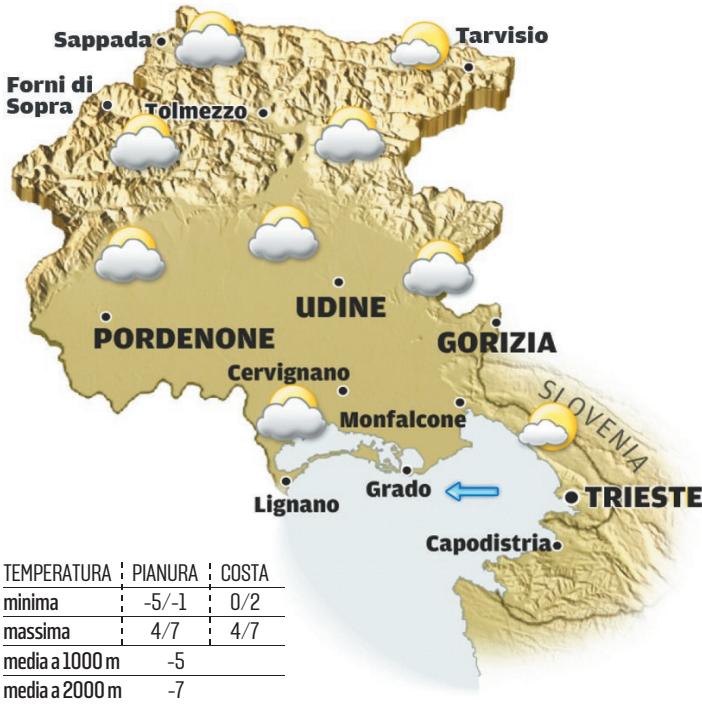 Sappada
Tarvisio
Forni di
Sopra
Tolmezzo
UDINE
PORDENONE
GORIZIA
Cervignano
SLOVENIA
Monfalcone
Lignano
Grado
TRIESTE
Capodistria
TEMPERATURA PIANURA COSTA
minima -5/-1 0/2
massima 4/7 4/7
media a 1000 m -5
media a 2000 m -7